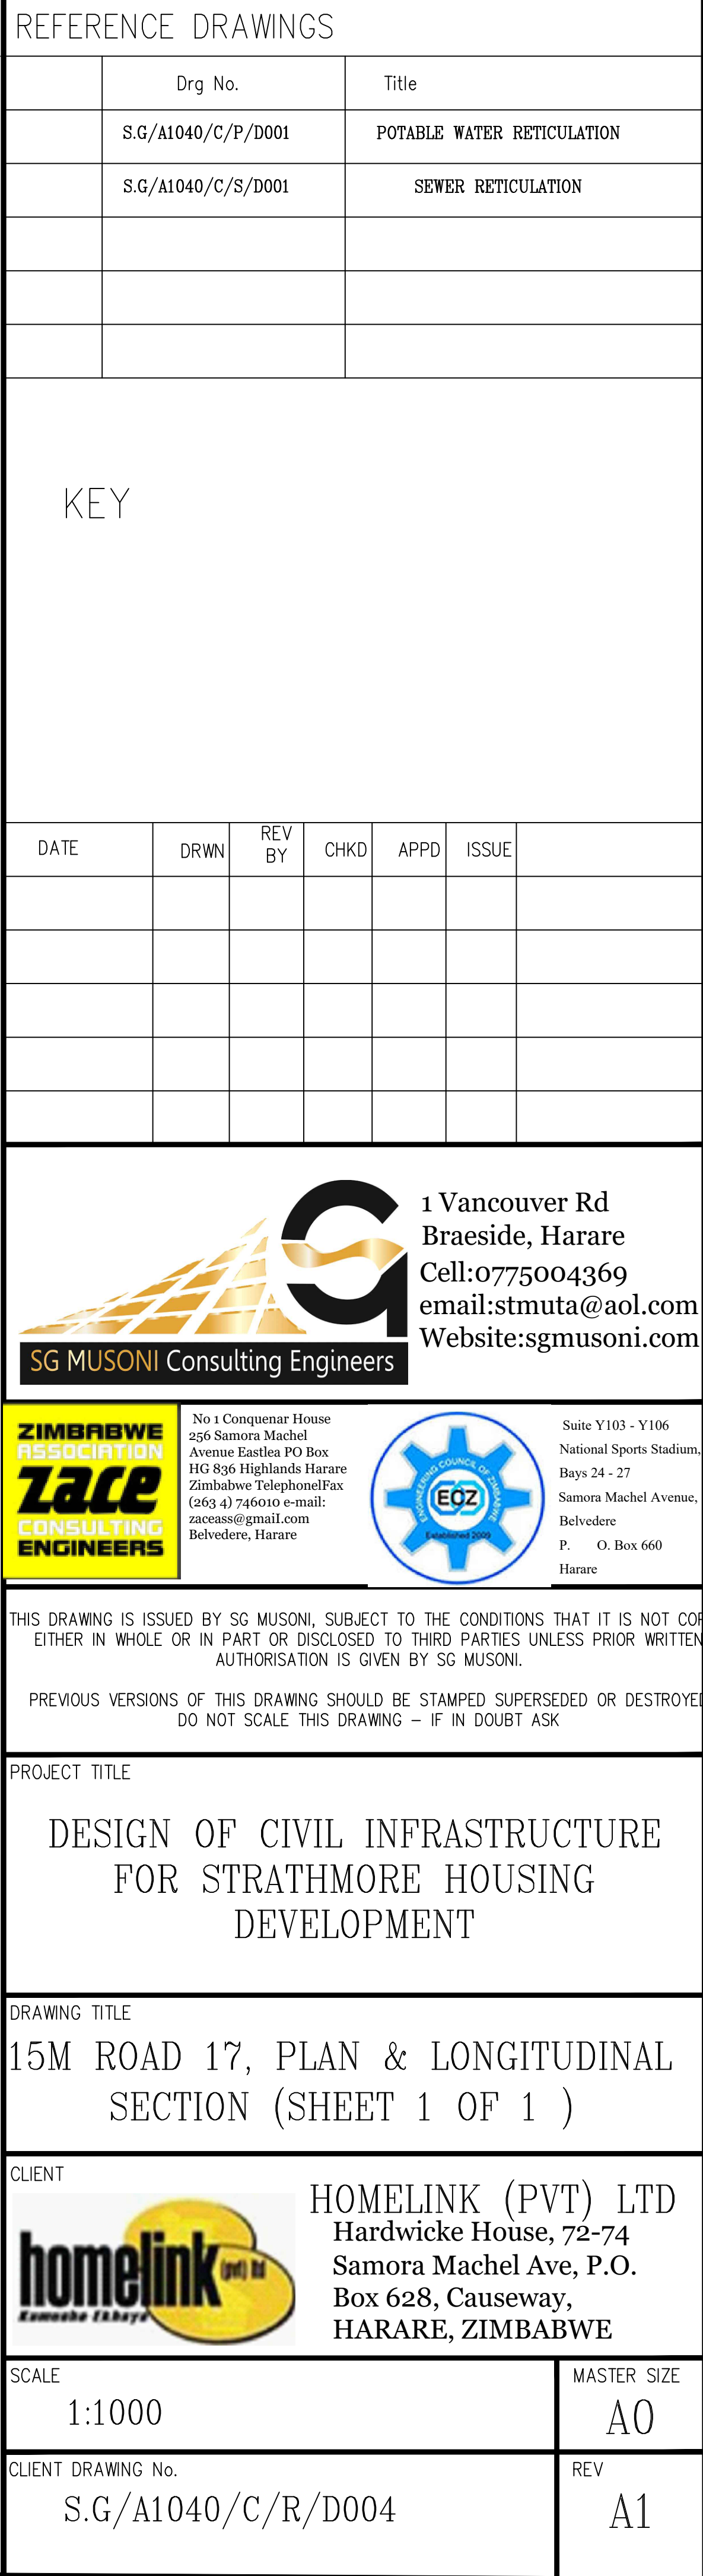 REFERENCE DRAWINGS
Drg No. Title
S.G/A1040/C/P/D001 POTABLE WATER RETICULATION
S.G/A1040/C/S/D001 SEWER RETICULATION
KEY
DATE DRWN REV BY CHKD APPD ISSUE
1 Vancouver Rd
Braeside, Harare
Cell:0775004369
email:stmuta@aol.com
Website:sgmusoni.com
SG MUSONI Consulting Engineers
ZIMBABWE
ASSOCIATION
zace
CONSULTING
ENGINEERS
No 1 Conquenar House
256 Samora Machel
Avenue Eastlea PO Box
HG 836 Highlands Harare
Zimbabwe TelephonelFax
(263 4) 746010 e-mail:
zaceass@gmaiI.com
Belvedere, Harare
ENGINEERING COUNCIL OF ZIMBABWE
ECZ
Established 2009
Suite Y103 - Y106
National Sports Stadium,
Bays 24 - 27
Samora Machel Avenue,
Belvedere
P. O. Box 660
Harare
THIS DRAWING IS ISSUED BY SG MUSONI, SUBJECT TO THE CONDITIONS THAT IT IS NOT COP
EITHER IN WHOLE OR IN PART OR DISCLOSED TO THIRD PARTIES UNLESS PRIOR WRITTEN
AUTHORISATION IS GIVEN BY SG MUSONI.
PREVIOUS VERSIONS OF THIS DRAWING SHOULD BE STAMPED SUPERSEDED OR DESTROYED
DO NOT SCALE THIS DRAWING – IF IN DOUBT ASK
PROJECT TITLE
DESIGN OF CIVIL INFRASTRUCTURE
FOR STRATHMORE HOUSING
DEVELOPMENT
DRAWING TITLE
15M ROAD 17, PLAN & LONGITUDINAL
SECTION (SHEET 1 OF 1 )
CLIENT
homelink (pvt) ltd
Kumusha Ekhaya
HOMELINK (PVT) LTD
Hardwicke House, 72-74
Samora Machel Ave, P.O.
Box 628, Causeway,
HARARE, ZIMBABWE
SCALE
1:1000
MASTER SIZE
A0
CLIENT DRAWING No.
S.G/A1040/C/R/D004
REV
A1